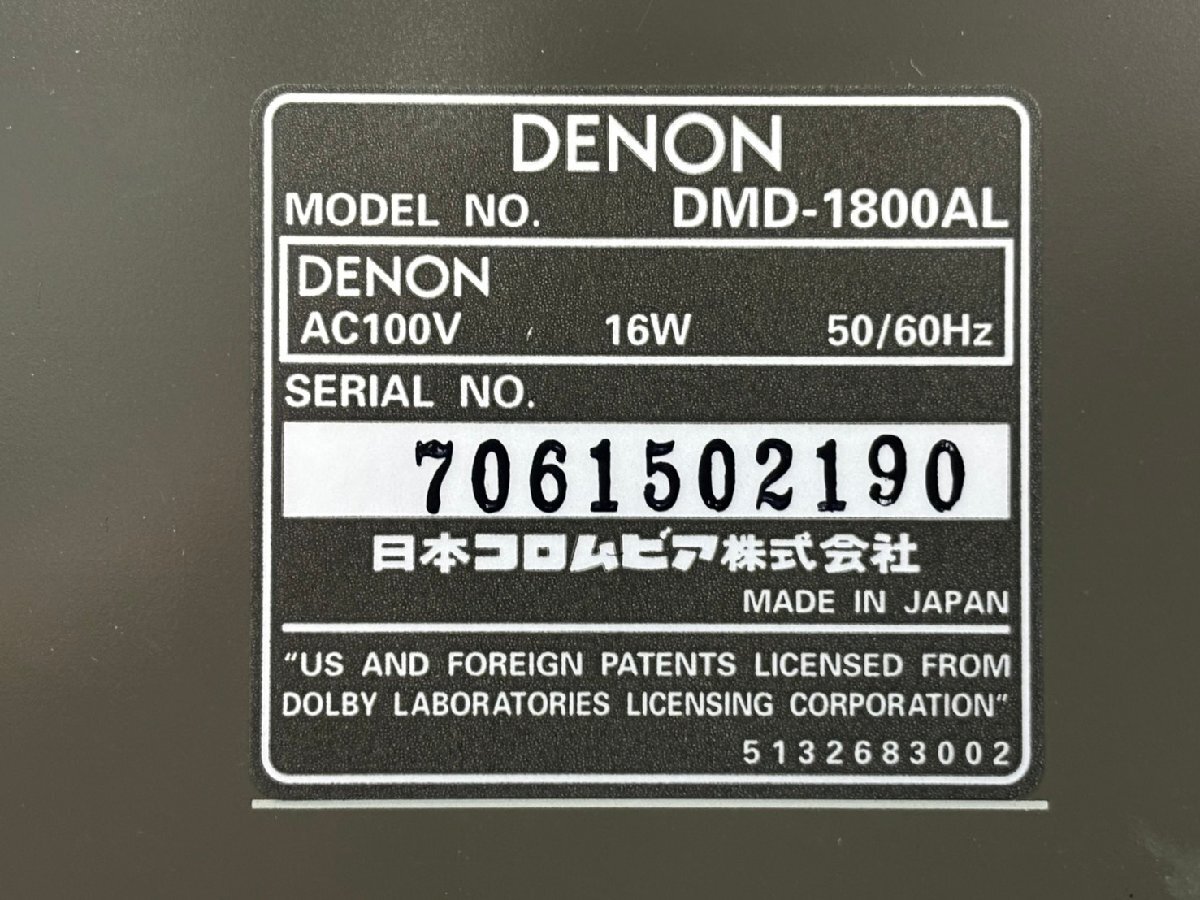 DENON
MODEL NO. DMD-1800AL
DENON
AC100V 16W 50/60Hz
SERIAL NO.
7061502190
日本コロムビア株式会社
MADE IN JAPAN
"US AND FOREIGN PATENTS LICENSED FROM
DOLBY LABORATORIES LICENSING CORPORATION"
5132683002